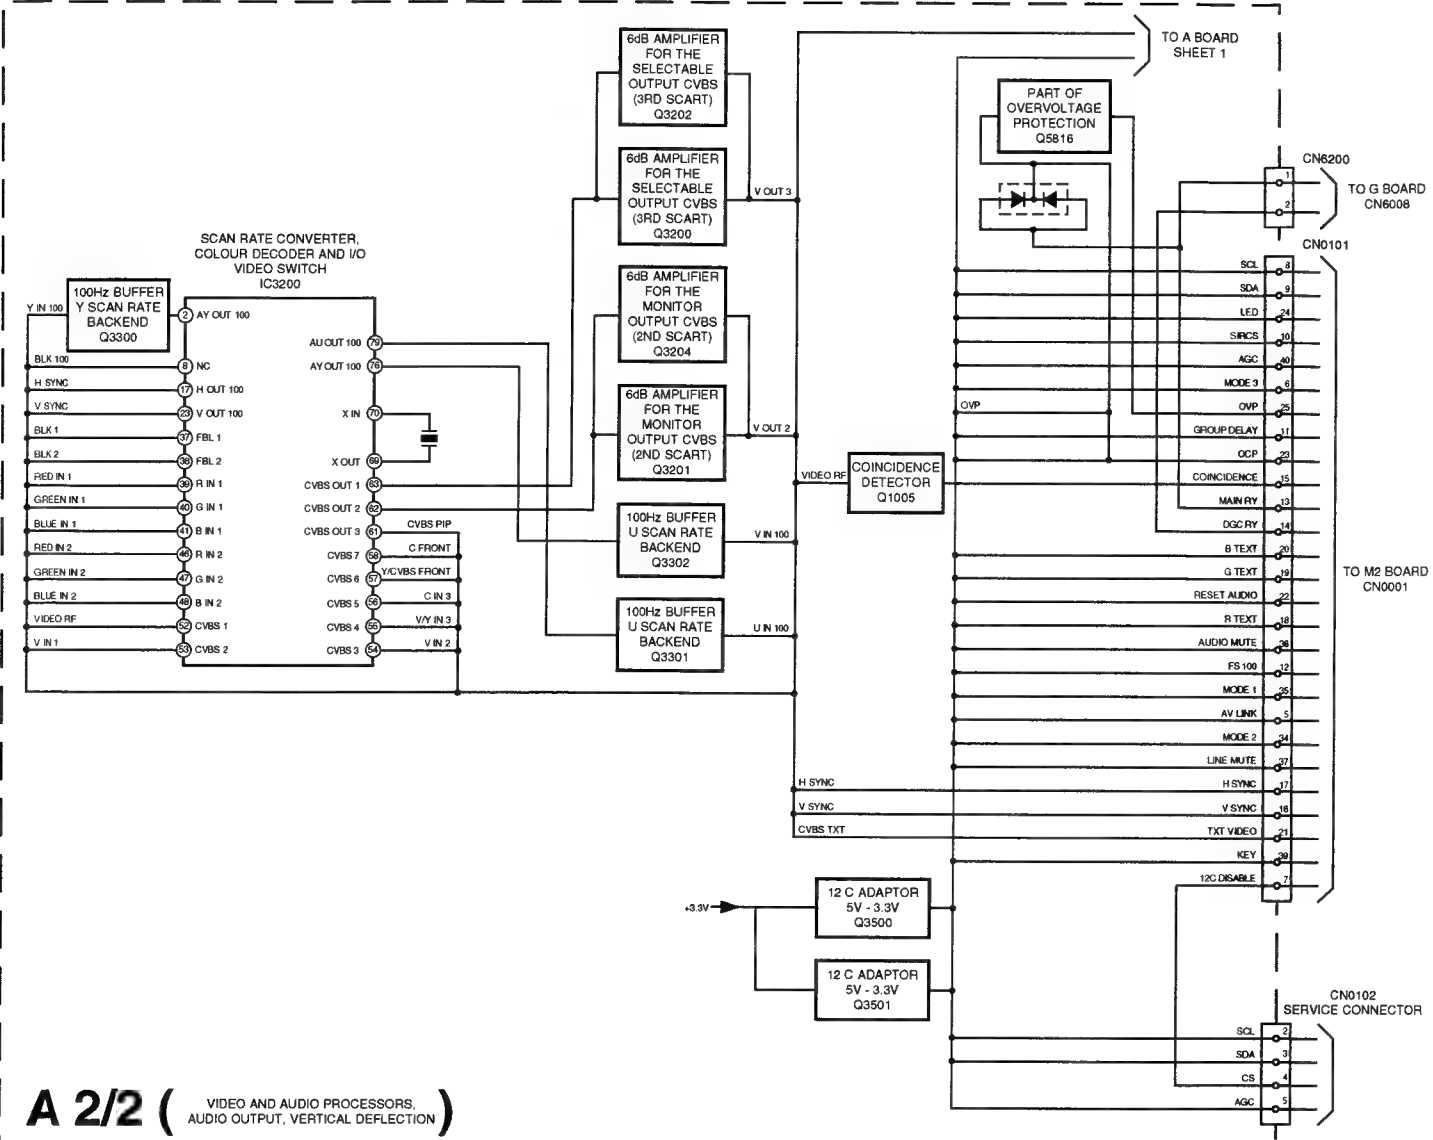 6dB AMPLIFIER
FOR THE
SELECTABLE
OUTPUT CVBS
(3RD SCART)
Q3202
TO A BOARD
SHEET 1
PART OF
OVERVOLTAGE
PROTECTION
Q5816
6dB AMPLIFIER
FOR THE
SELECTABLE
OUTPUT CVBS
(3RD SCART)
Q3200
V OUT 3
CN6200
1
2
TO G BOARD
CN6008
SCAN RATE CONVERTER,
COLOUR DECODER AND I/O
VIDEO SWITCH
IC3200
100Hz BUFFER
Y SCAN RATE
BACKEND
Q3300
Y IN 100
2 AY OUT 100
BLK 100
8 NC
H SYNC
17 H OUT 100
V SYNC
23 V OUT 100
BLK 1
37 FBL 1
BLK 2
38 FBL 2
RED IN 1
39 R IN 1
GREEN IN 1
40 G IN 1
BLUE IN 1
41 B IN 1
RED IN 2
46 R IN 2
GREEN IN 2
47 G IN 2
BLUE IN 2
48 B IN 2
VIDEO RF
52 CVBS 1
V IN 1
53 CVBS 2
AU OUT 100 79
AY OUT 100 76
X IN 70
X OUT 69
CVBS OUT 1 63
CVBS OUT 2 62
CVBS OUT 3 61
CVBS PIP
CVBS 7 58
C FRONT
CVBS 6 57
Y/CVBS FRONT
CVBS 5 56
C IN 3
CVBS 4 55
V/Y IN 3
CVBS 3 54
V IN 2
6dB AMPLIFIER
FOR THE
MONITOR
OUTPUT CVBS
(2ND SCART)
Q3204
6dB AMPLIFIER
FOR THE
MONITOR
OUTPUT CVBS
(2ND SCART)
Q3201
V OUT 2
100Hz BUFFER
U SCAN RATE
BACKEND
Q3302
V IN 100
100Hz BUFFER
U SCAN RATE
BACKEND
Q3301
U IN 100
VIDEO RF
COINCIDENCE
DETECTOR
Q1005
OVP
CN0101
SCL 8
SDA 9
LED 24
SIRCS 10
AGC 40
MODE 3 6
OVP 25
GROUP DELAY 11
OCP 23
COINCIDENCE 15
MAIN RY 13
DGC RY 14
B TEXT 20
G TEXT 19
RESET AUDIO 22
R TEXT 18
AUDIO MUTE 36
FS 100 12
MODE 1 35
AV LINK 5
MODE 2 34
LINE MUTE 37
H SYNC
H SYNC 17
V SYNC
V SYNC 16
CVBS TXT
TXT VIDEO 21
KEY 39
12C DISABLE 7
TO M2 BOARD
CN0001
+3.3V
12 C ADAPTOR
5V - 3.3V
Q3500
12 C ADAPTOR
5V - 3.3V
Q3501
CN0102
SERVICE CONNECTOR
SCL 2
SDA 3
CS 4
AGC 5
A 2/2 ( VIDEO AND AUDIO PROCESSORS,
AUDIO OUTPUT, VERTICAL DEFLECTION )